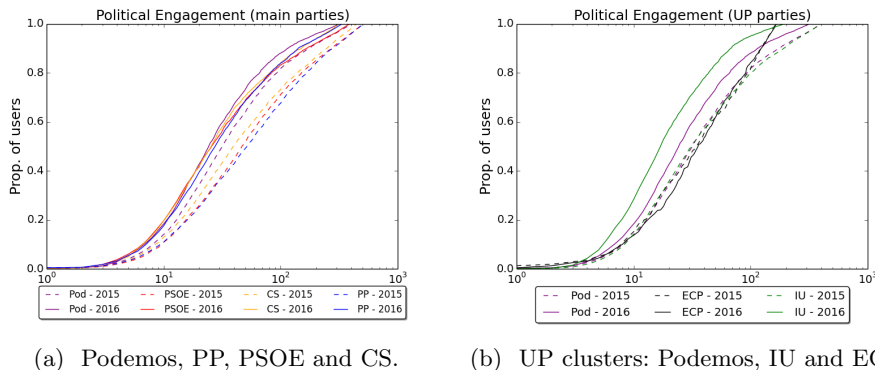 Political Engagement (main parties)
Prop. of users
1.0
0.8
0.6
0.4
0.2
0.0
10⁰ 10¹ 10² 10³
Pod - 2015 PSOE - 2015 CS - 2015 PP - 2015
Pod - 2016 PSOE - 2016 CS - 2016 PP - 2016
(a) Podemos, PP, PSOE and CS.
Political Engagement (UP parties)
Prop. of users
1.0
0.8
0.6
0.4
0.2
0.0
10⁰ 10¹ 10² 10³
Pod - 2015 ECP - 2015 IU - 2015
Pod - 2016 ECP - 2016 IU - 2016
(b) UP clusters: Podemos, IU and EC